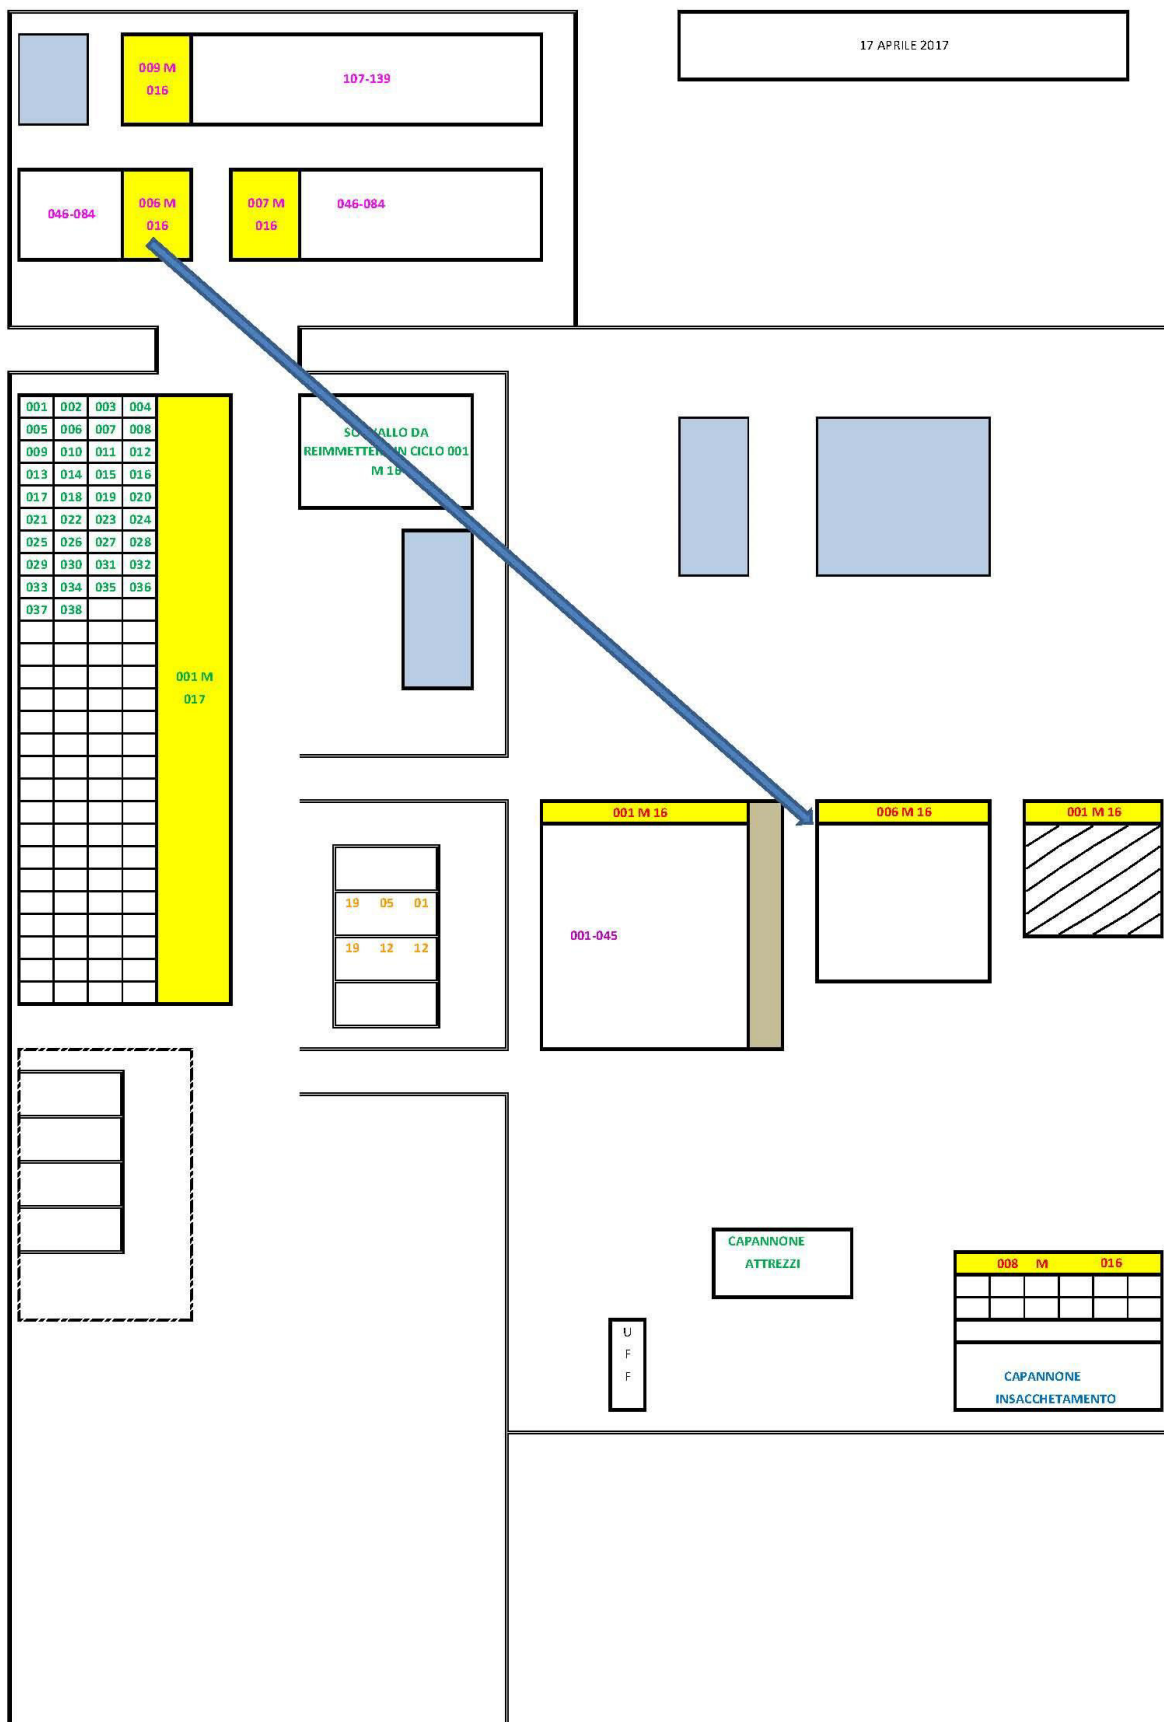 17 APRILE 2017
009 M
016
107-139
046-084
006 M
016
007 M
016
046-084
001 002 003 004
005 006 007 008
009 010 011 012
013 014 015 016
017 018 019 020
021 022 023 024
025 026 027 028
029 030 031 032
033 034 035 036
037 038
001 M
017
DA
IN CICLO 001
M 16
001 M 16
006 M 16
001 M 16
19 05 01
19 12 12
001-045
CAPANNONE
ATTREZZI
U
F
F
008 M 016
CAPANNONE
INSACCHETAMENTO